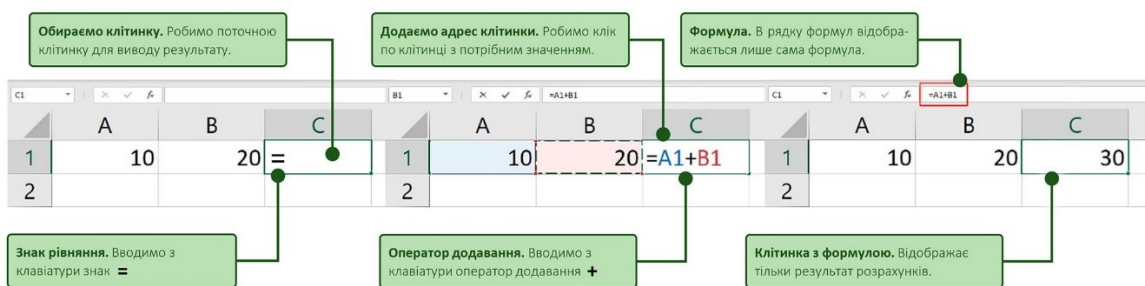 Обираємо клітинку. Робимо поточною
клітинку для виводу результату.
Додаємо адрес клітинки. Робимо клік
по клітинці з потрібним значенням.
Формула. В рядку формул відобра-
жається лише сама формула.
C1 fx
B1 fx =A1+B1
C1 fx =A1+B1
A B C
1 10 20 =
2
A B C
1 10 20 =A1+B1
2
A B C
1 10 20 30
2
Знак рівняння. Вводимо з
клавіатури знак =
Оператор додавання. Вводимо з
клавіатури оператор додавання +
Клітинка з формулою. Відображає
тільки результат розрахунків.